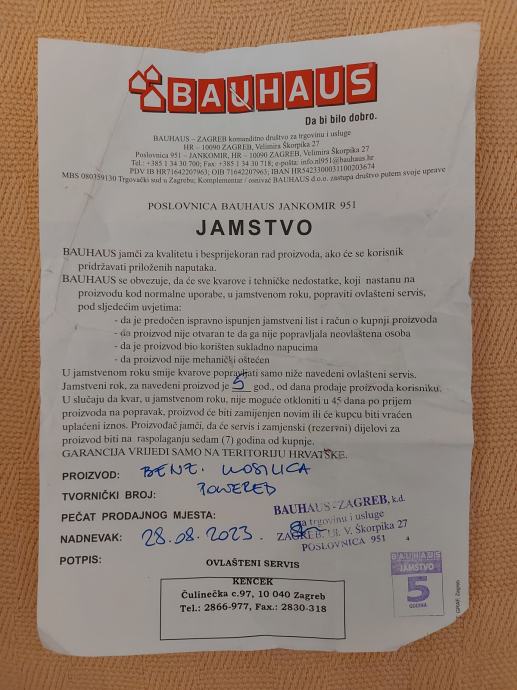 BAUHAUS
Da bi bilo dobro.
BAUHAUS – ZAGREB komanditno društvo za trgovinu i usluge
HR – 10090 ZAGREB, Velimira Škorpika 27
Poslovnica 951 – JANKOMIR, HR – 10090 ZAGREB, Velimira Škorpika 27
Tel.: +385 1 34 30 700; Fax: +385 1 34 30 718; e-pošta: info.nl951@bauhaus.hr
PDV IB HR71642207963; OIB 71642207963; IBAN HR5423300031100203674
MBS 080359130 Trgovački sud u Zagrebu; Komplementar / osnivač BAUHAUS d.o.o. zastupa društvo putem svoje uprave
POSLOVNICA BAUHAUS JANKOMIR 951
JAMSTVO
BAUHAUS jamči za kvalitetu i besprijekoran rad proizvoda, ako će se korisnik
pridržavati priloženih naputaka.
BAUHAUS se obvezuje, da će sve kvarove i tehničke nedostatke, koji nastanu na
proizvodu kod normalne uporabe, u jamstvenom roku, popraviti ovlašteni servis,
pod sljedećim uvjetima:
- da je predočen ispravno ispunjen jamstveni list i račun o kupnji proizvoda
- da proizvod nije otvaran te da ga nije popravljala neovlaštena osoba
- da je proizvod bio korišten sukladno napucima
- da proizvod nije mehanički oštećen
U jamstvenom roku smije kvarove popravljati samo niže navedeni ovlašteni servis.
Jamstveni rok, za navedeni proizvod je 5 god., od dana prodaje proizvoda korisniku.
U slučaju da kvar, u jamstvenom roku, nije moguće otkloniti u 45 dana po prijem
proizvoda na popravak, proizvod će biti zamijenjen novim ili će kupcu biti vraćen
uplaćeni iznos. Proizvođač jamči, da će servis i zamjenski (rezervni) dijelovi za
proizvod biti na raspolaganju sedam (7) godina od kupnje.
GARANCIJA VRIJEDI SAMO NA TERITORIJU HRVATSKE.
PROIZVOD: BENZ. KOSILICA
TVORNIČKI BROJ: POWERED
PEČAT PRODAJNOG MJESTA:
BAUHAUS-ZAGREB, k.d.
za trgovinu i usluge
ZAGREB, Ul. V. Škorpika 27
POSLOVNICA 951
NADNEVAK: 28.08.2023.
POTPIS:
OVLAŠTENI SERVIS
KENCEK
Čulinečka c.97, 10 040 Zagreb
Tel.: 2866-977, Fax.: 2830-318
BAUHAUS
JAMSTVO
5
GODINA